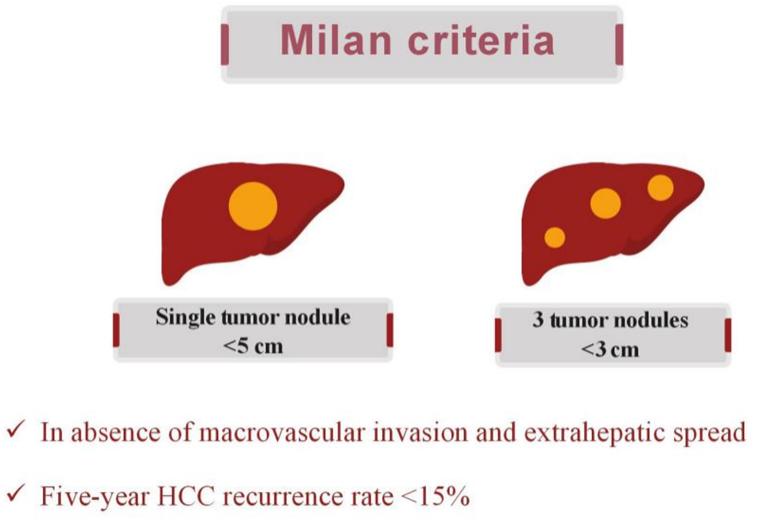 Milan criteria
Single tumor nodule
<5 cm
3 tumor nodules
<3 cm
✓ In absence of macrovascular invasion and extrahepatic spread
✓ Five-year HCC recurrence rate <15%